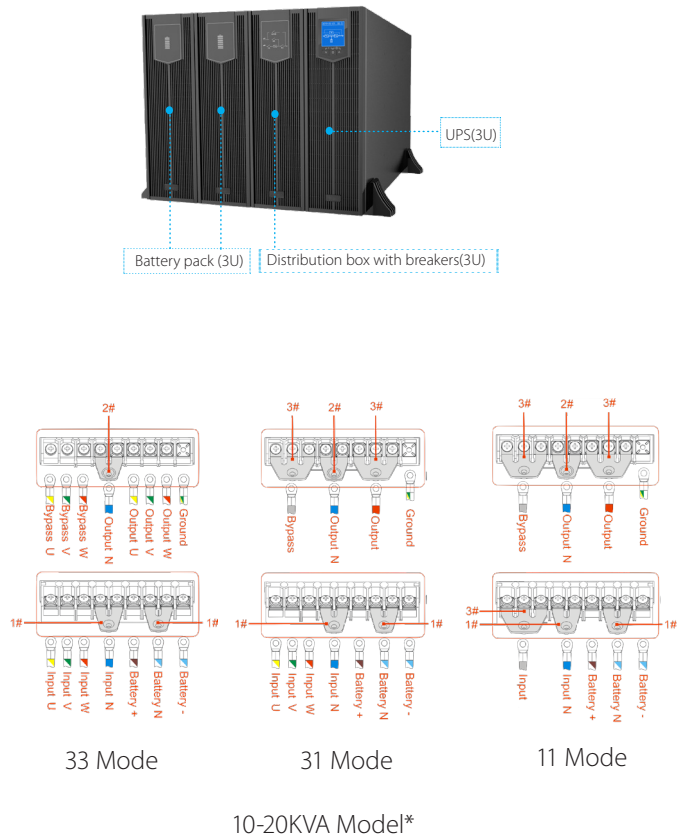 UPS(3U)
Battery pack (3U)
Distribution box with breakers(3U)
2#
Bypass U
Bypass V
Bypass W
Output N
Output U
Output V
Output W
Ground
1#
1#
Input U
Input V
Input W
Input N
Battery +
Battery N
Battery -
33 Mode
3#
2#
3#
Bypass
Output N
Output
Ground
1#
1#
Input U
Input V
Input W
Input N
Battery +
Battery N
Battery -
31 Mode
3#
2#
3#
Bypass
Output N
Output
Ground
3#
1#
1#
Input
Input N
Battery +
Battery N
Battery -
11 Mode
10-20KVA Model*